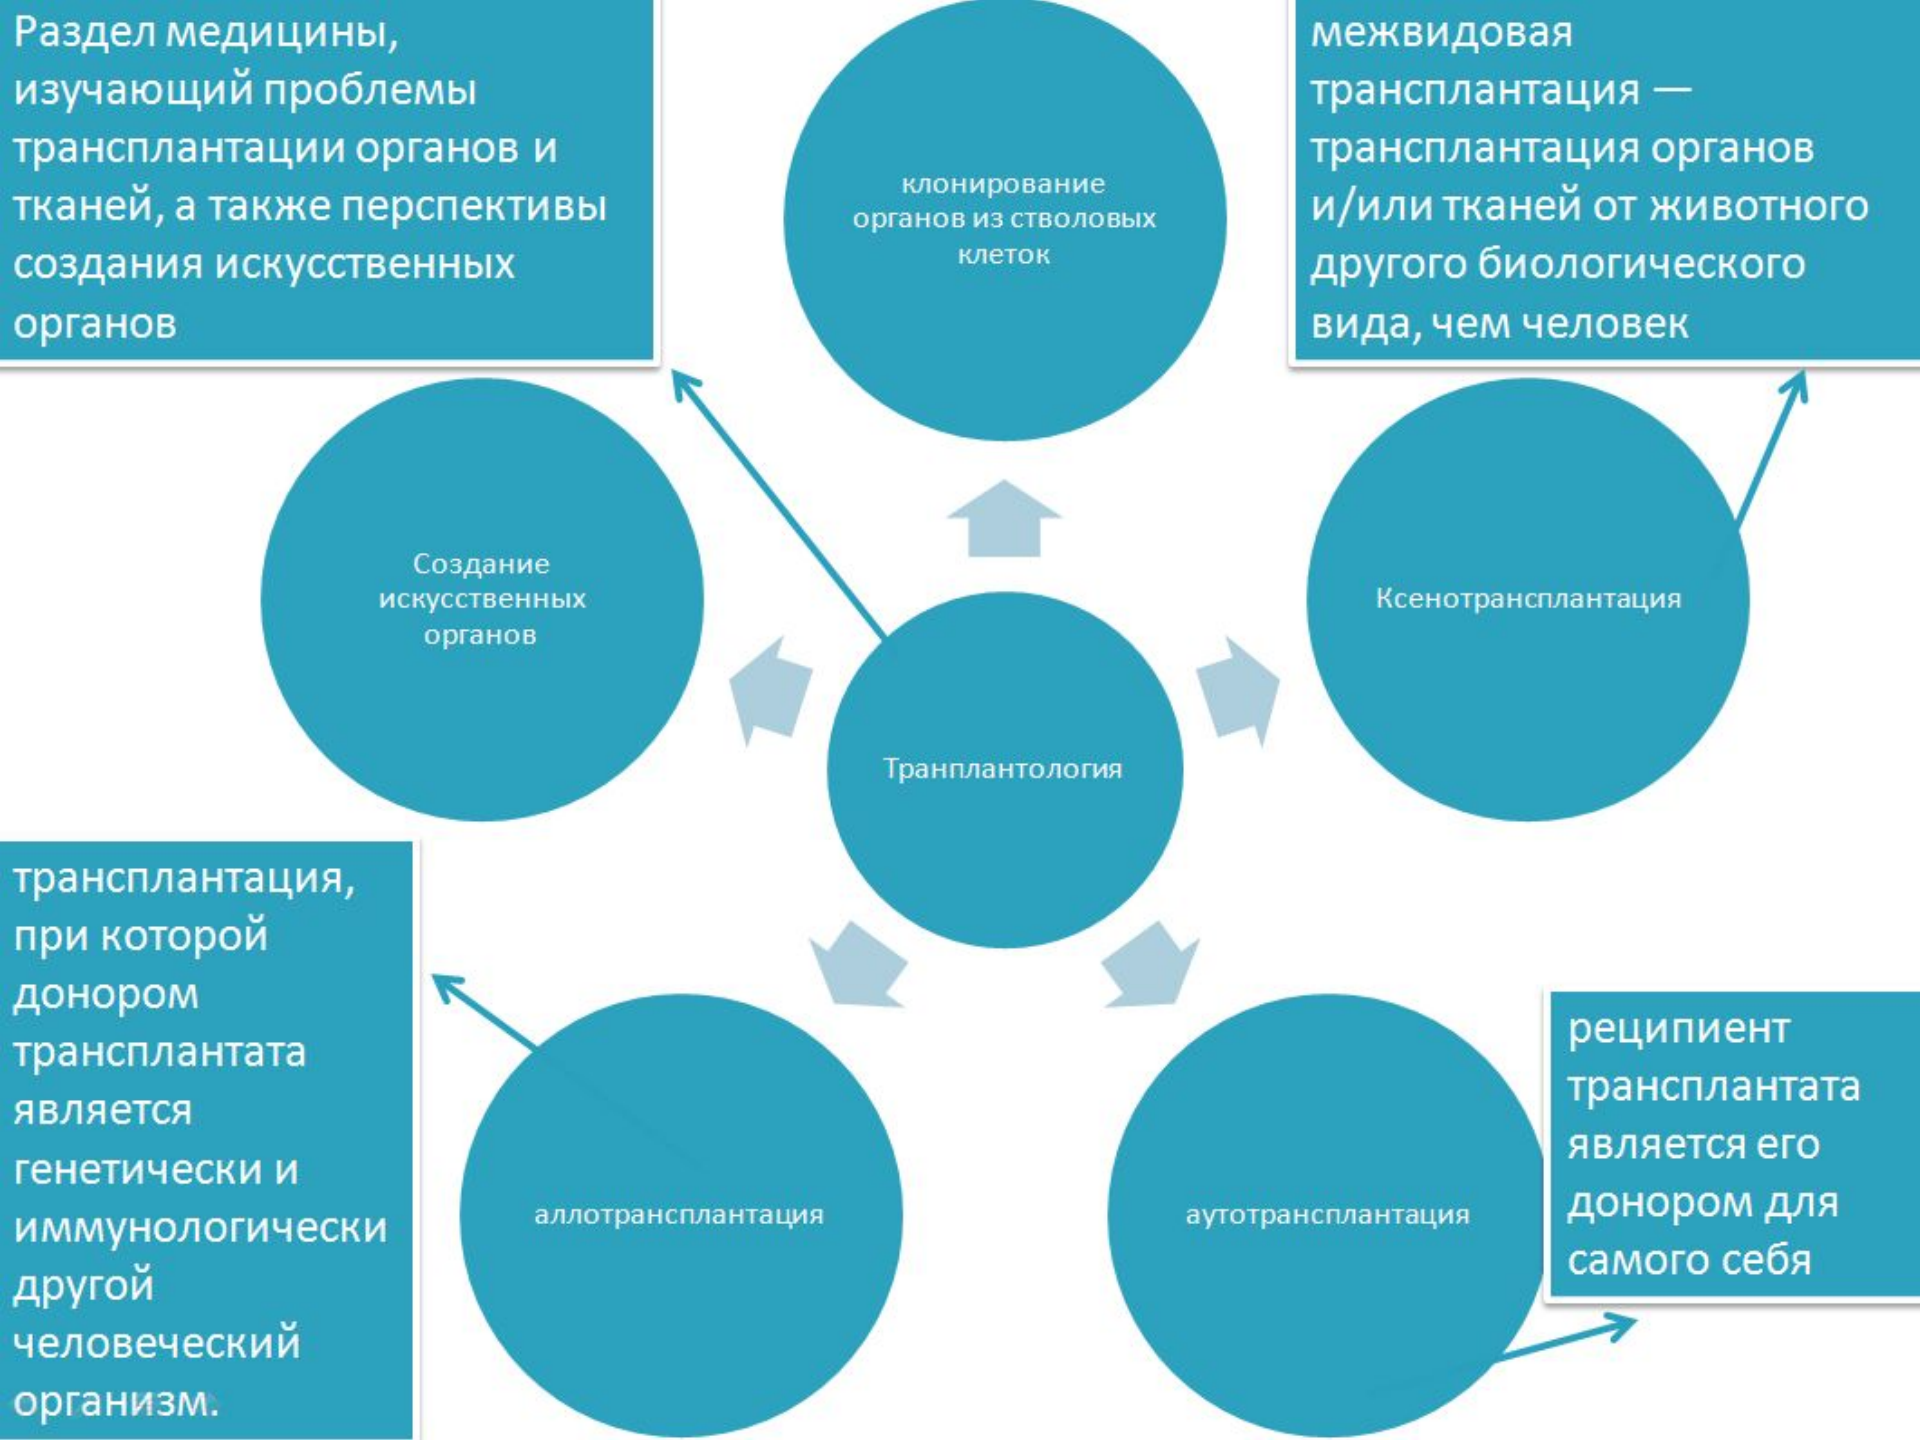 Раздел медицины,
изучающий проблемы
трансплантации органов и
тканей, а также перспективы
создания искусственных
органов
клонирование
органов из стволовых
клеток
межвидовая
трансплантация —
трансплантация органов
и/или тканей от животного
другого биологического
вида, чем человек
Создание
искусственных
органов
Ксенотрансплантация
Транплантология
трансплантация,
при которой
донором
трансплантата
является
генетически и
иммунологически
другой
человеческий
организм.
аллотрансплантация
аутотрансплантация
реципиент
трансплантата
является его
донором для
самого себя